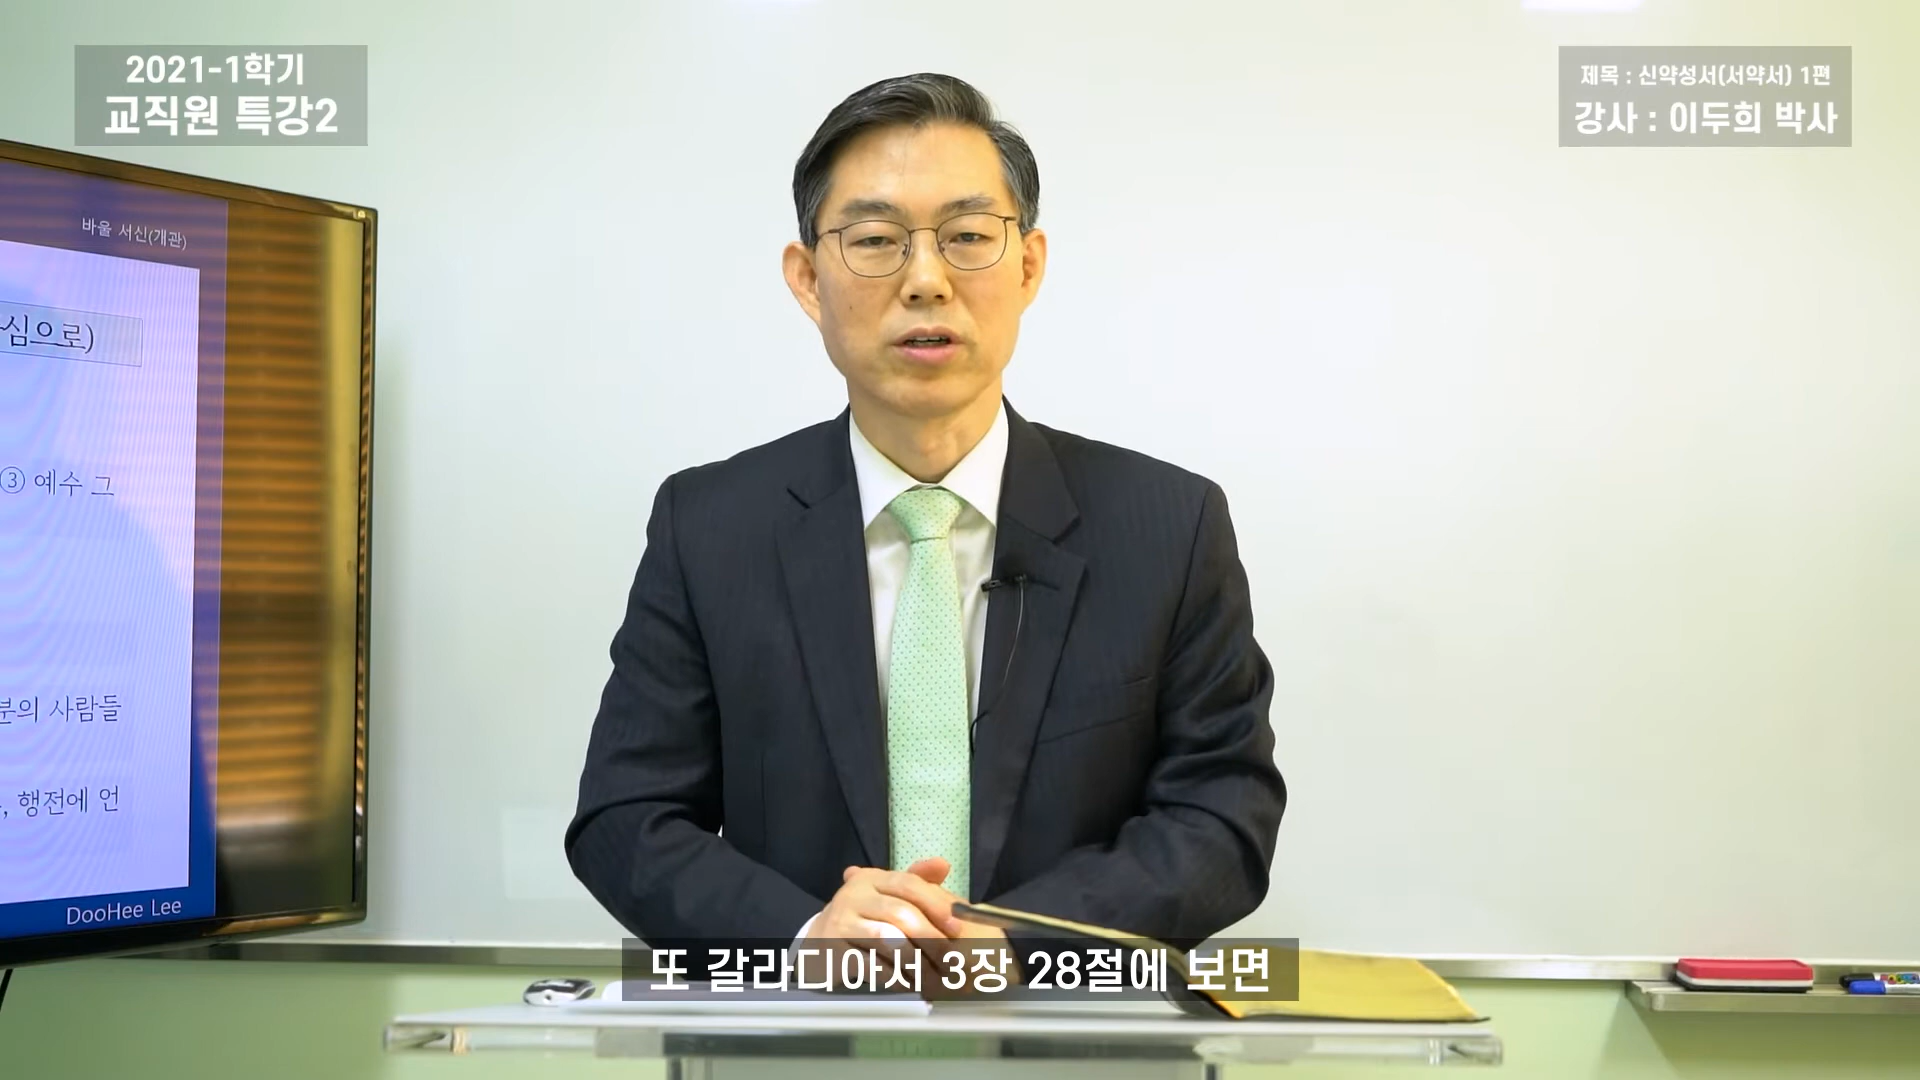 2021-1학기
교직원 특강2
제목 : 신약성서(서약서) 1편
강사 : 이두희 박사
바울 서신(개관)
심으로)
③ 예수 그
분의 사람들
, 행전에 언
DooHee Lee
또 갈라디아서 3장 28절에 보면